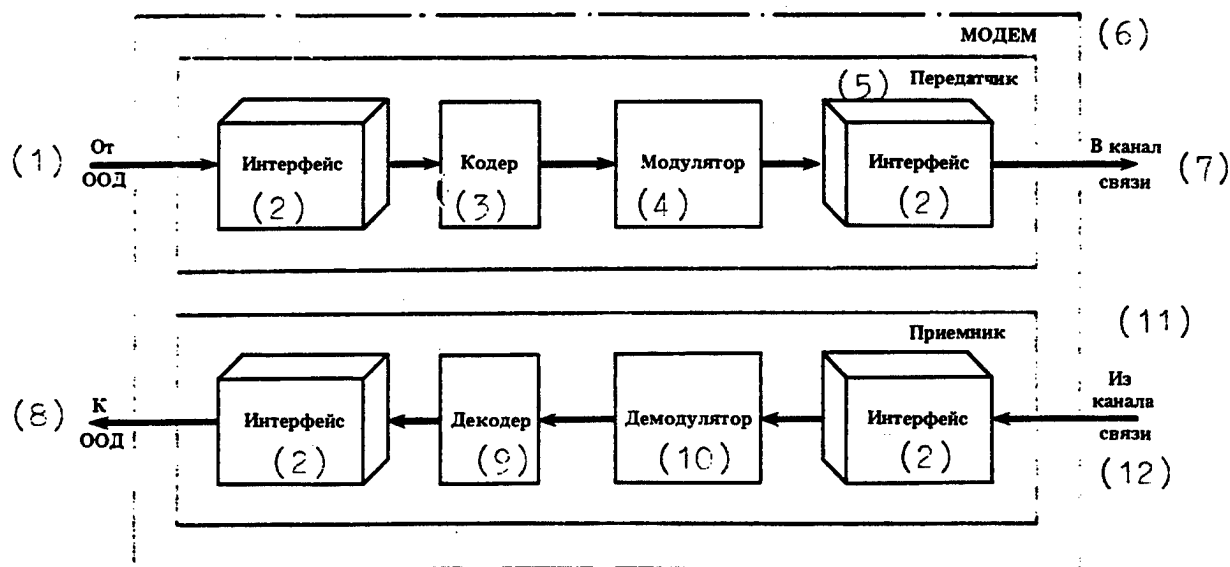 МОДЕМ
(6)
(5)
Передатчик
(1)
От
ООД
Интерфейс
(2)
Кодер
(3)
Модулятор
(4)
Интерфейс
(2)
В канал
связи
(7)
Приемник
(11)
(8)
К
ООД
Интерфейс
(2)
Декодер
(9)
Демодулятор
(10)
Интерфейс
(2)
Из
канала
связи
(12)